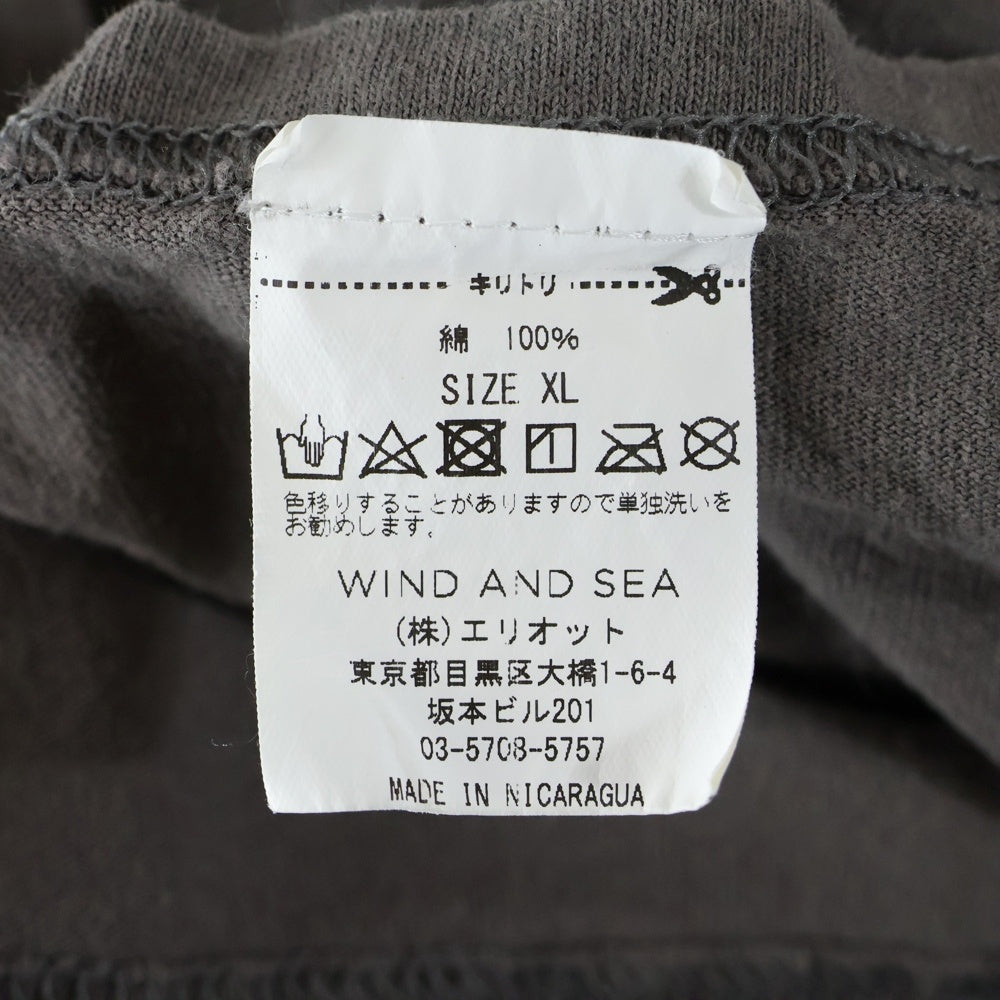 キリトリ
綿 100%
SIZE XL
色移りすることがありますので単独洗いを
お勧めします。
WIND AND SEA
(株)エリオット
東京都目黒区大橋1-6-4
坂本ビル201
03-5708-5757
MADE IN NICARAGUA